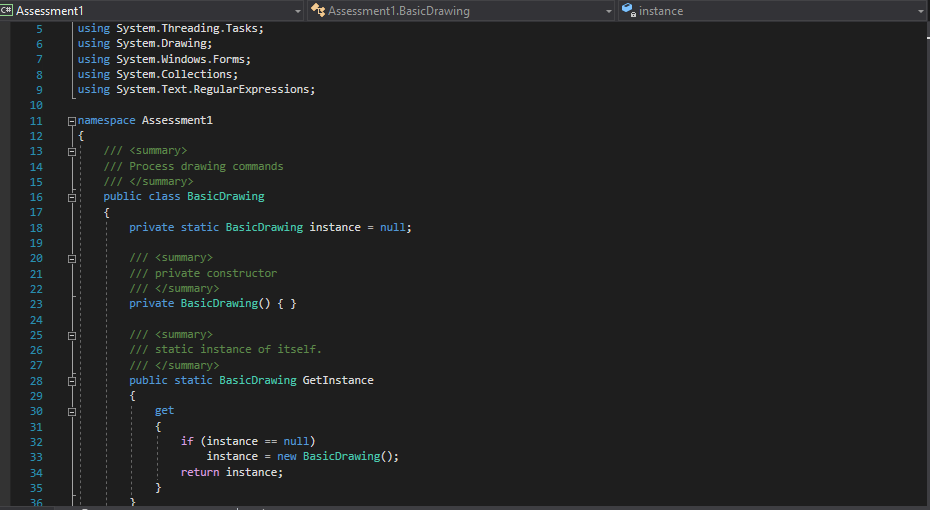 C# Assessment1
Assessment1.BasicDrawing
instance
5 using System.Threading.Tasks;
6 using System.Drawing;
7 using System.Windows.Forms;
8 using System.Collections;
9 using System.Text.RegularExpressions;
10
11 namespace Assessment1
12 {
13 /// <summary>
14 /// Process drawing commands
15 /// </summary>
16 public class BasicDrawing
17 {
18 private static BasicDrawing instance = null;
19
20 /// <summary>
21 /// private constructor
22 /// </summary>
23 private BasicDrawing() { }
24
25 /// <summary>
26 /// static instance of itself.
27 /// </summary>
28 public static BasicDrawing GetInstance
29 {
30 get
31 {
32 if (instance == null)
33 instance = new BasicDrawing();
34 return instance;
35 }
36 }